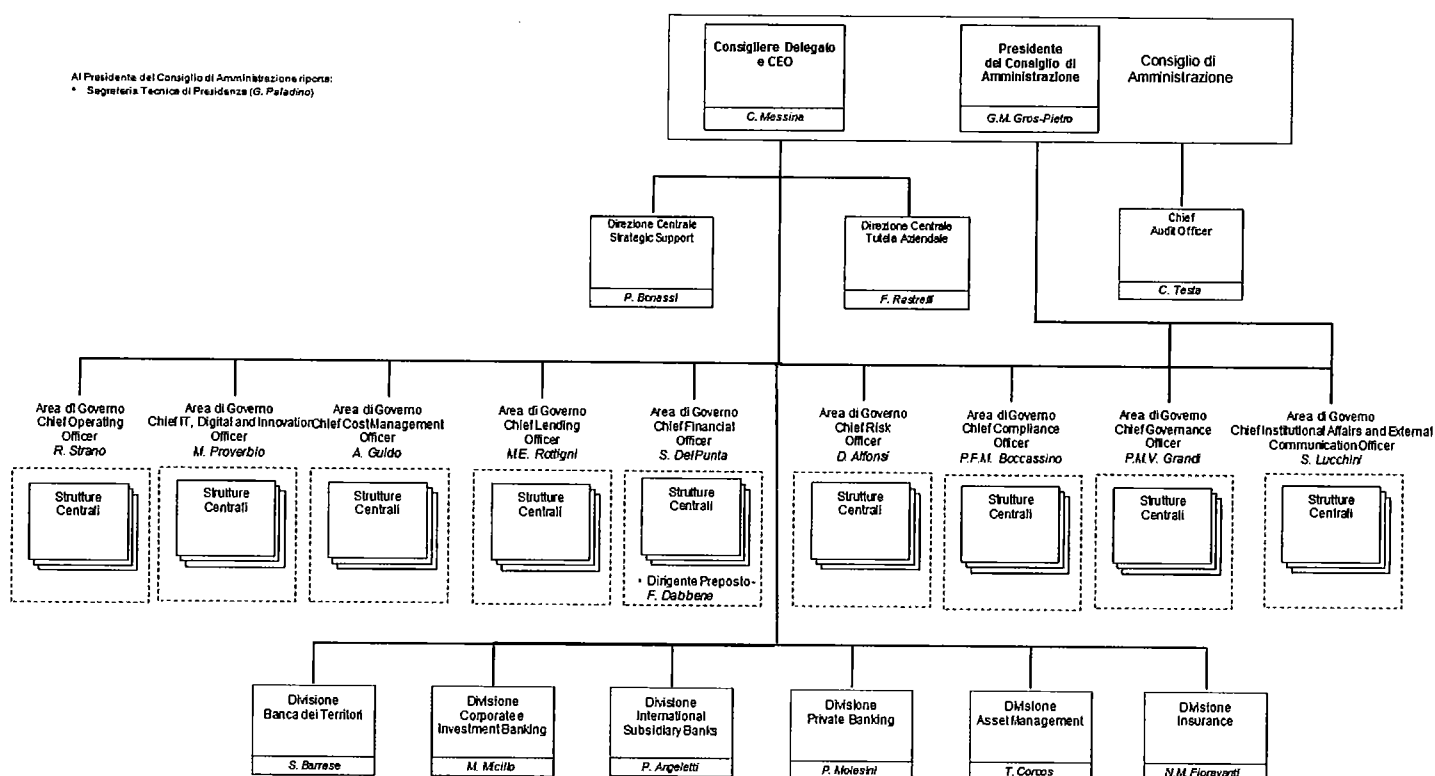 Consigliere Delegato
e CEO
C. Messina
Presidente
del Consiglio di
Amministrazione
G.M. Gros-Pietro
Consiglio di
Amministrazione
Al Presidente del Consiglio di Amministrazione riporta:
• Segreteria Tecnica di Presidenza (G. Paladino)
Direzione Centrale
Strategic Support
P. Bonassi
Direzione Centrale
Tutela Aziendale
F. Rastrelli
Chief
Audit Officer
C. Testa
Area di Governo
Chief Operating
Officer
R. Strano
Area di Governo
Chief IT, Digital and Innovation
Officer
M. Proverbio
Area di Governo
Chief Cost Management
Officer
A. Guido
Area di Governo
Chief Lending
Officer
M.E. Rottigni
Area di Governo
Chief Financial
Officer
S. Del Punta
Area di Governo
Chief Risk
Officer
D. Alfonsi
Area di Governo
Chief Compliance
Officer
P.F.M. Boccassino
Area di Governo
Chief Governance
Officer
P.M.V. Grandi
Area di Governo
Chief Institutional Affairs and External
Communication Officer
S. Lucchini
Strutture
Centrali
Strutture
Centrali
Strutture
Centrali
Strutture
Centrali
Strutture
Centrali
• Dirigente Preposto-
F. Dabbene
Strutture
Centrali
Strutture
Centrali
Strutture
Centrali
Strutture
Centrali
Divisione
Banca dei Territori
S. Barrese
Divisione
Corporate e
Investment Banking
M. Micillo
Divisione
International
Subsidiary Banks
P. Angeletti
Divisione
Private Banking
P. Molesini
Divisione
Asset Management
T. Corcos
Divisione
Insurance
N.M. Fioravanti